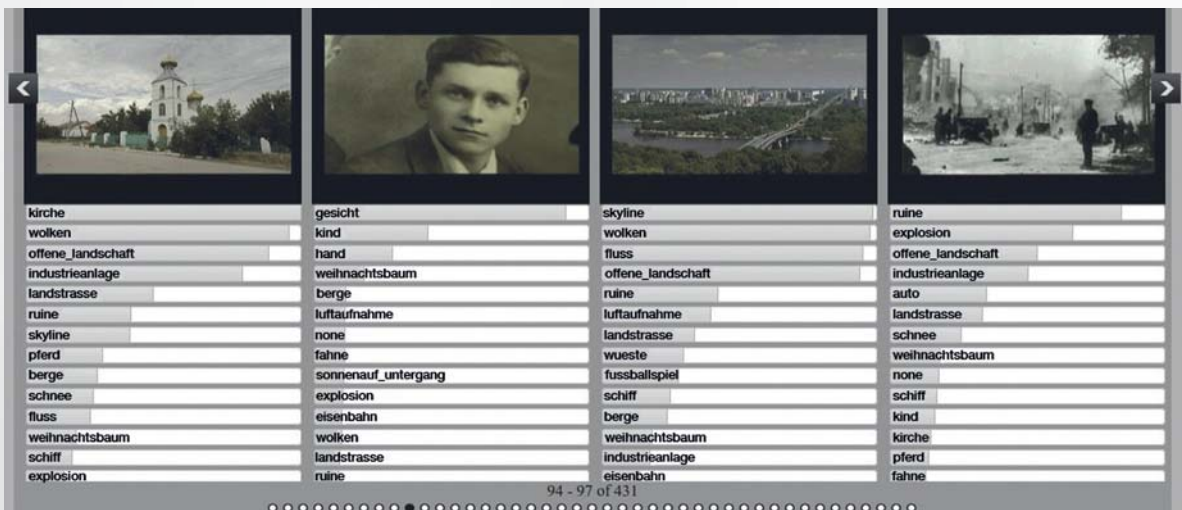 kirche
wolken
offene_landschaft
industrieanlage
landstrasse
ruine
skyline
pferd
berge
schnee
fluss
weihnachtsbaum
schiff
explosion
gesicht
kind
hand
weihnachtsbaum
berge
luftaufnahme
none
fahne
sonnenauf_untergang
explosion
eisenbahn
wolken
landstrasse
ruine
skyline
wolken
fluss
offene_landschaft
ruine
luftaufnahme
landstrasse
wueste
fussballspiel
schiff
berge
weihnachtsbaum
industrieanlage
eisenbahn
ruine
explosion
offene_landschaft
industrieanlage
auto
landstrasse
schnee
weihnachtsbaum
none
schiff
kind
kirche
pferd
fahne
94 - 97 of 431